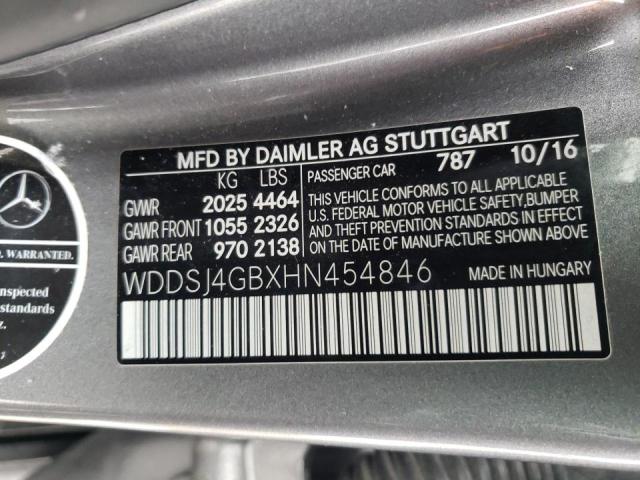 MFD BY DAIMLER AG STUTTGART
KG LBS
PASSENGER CAR 787 10/16
GVWR 2025 4464
GAWR FRONT 1055 2326
GAWR REAR 970 2138
THIS VEHICLE CONFORMS TO ALL APPLICABLE
U.S. FEDERAL MOTOR VEHICLE SAFETY,BUMPER
AND THEFT PREVENTION STANDARDS IN EFFECT
ON THE DATE OF MANUFACTURE SHOWN ABOVE.
WDDSJ4GBXHN454846
MADE IN HUNGARY
WARRANTED.
inspected
standards